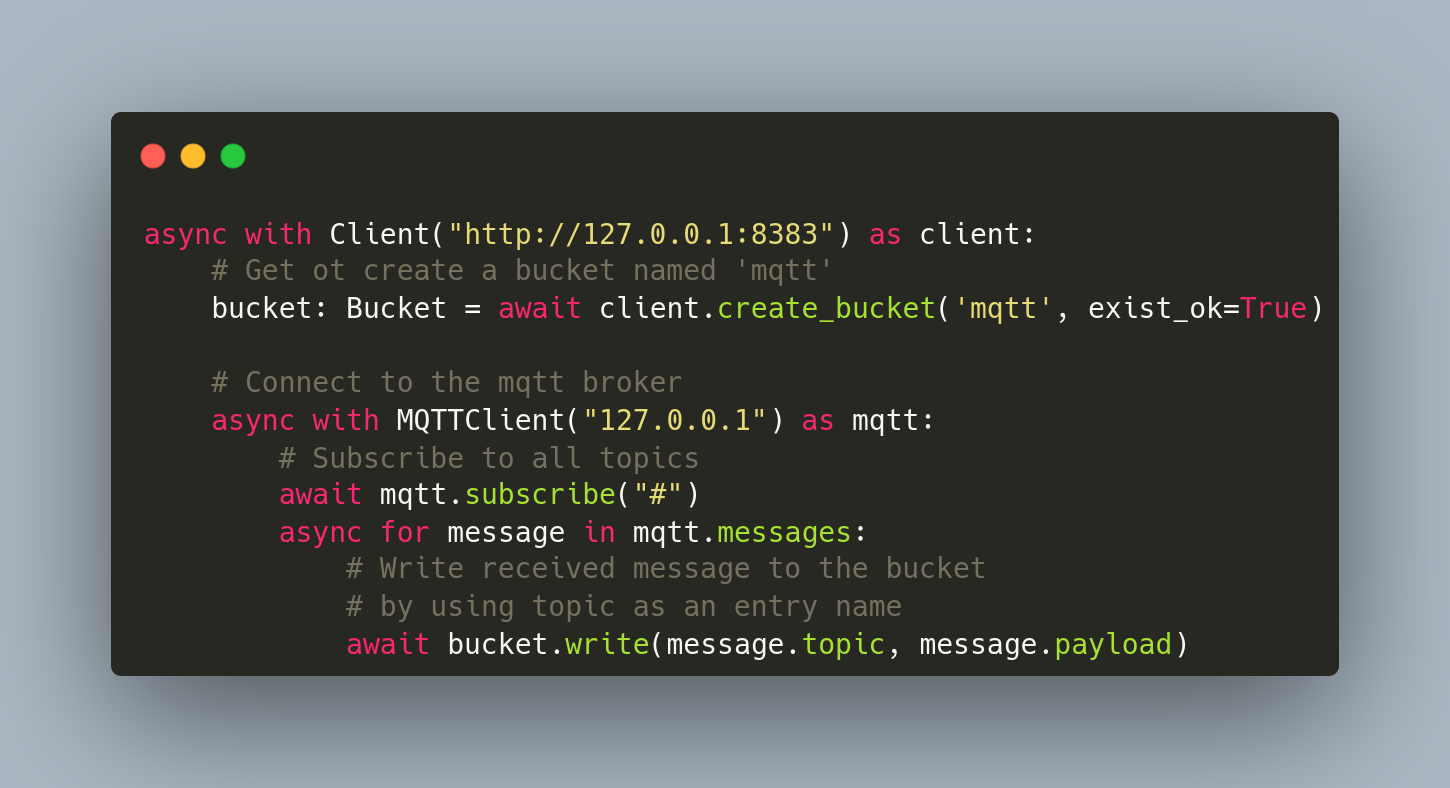 async with Client("http://127.0.0.1:8383") as client:
    # Get ot create a bucket named 'mqtt'
    bucket: Bucket = await client.create_bucket('mqtt', exist_ok=True)

    # Connect to the mqtt broker
    async with MQTTClient("127.0.0.1") as mqtt:
        # Subscribe to all topics
        await mqtt.subscribe("#")
        async for message in mqtt.messages:
            # Write received message to the bucket
            # by using topic as an entry name
            await bucket.write(message.topic, message.payload)